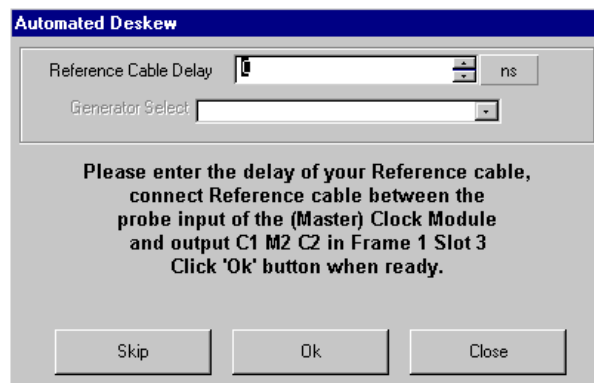 Automated Deskew
Reference Cable Delay 0 ns
Generator Select
Please enter the delay of your Reference cable,
connect Reference cable between the
probe input of the (Master) Clock Module
and output C1 M2 C2 in Frame 1 Slot 3
Click 'Ok' button when ready.
Skip Ok Close